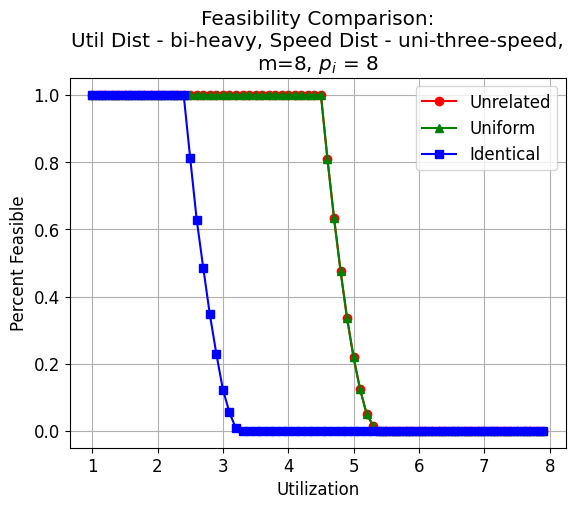 Feasibility Comparison:
Util Dist - bi-heavy, Speed Dist - uni-three-speed,
m=8, $p_i$ = 8
Unrelated
Uniform
Identical
1.0
0.8
0.6
0.4
0.2
0.0
Percent Feasible
1 2 3 4 5 6 7 8
Utilization